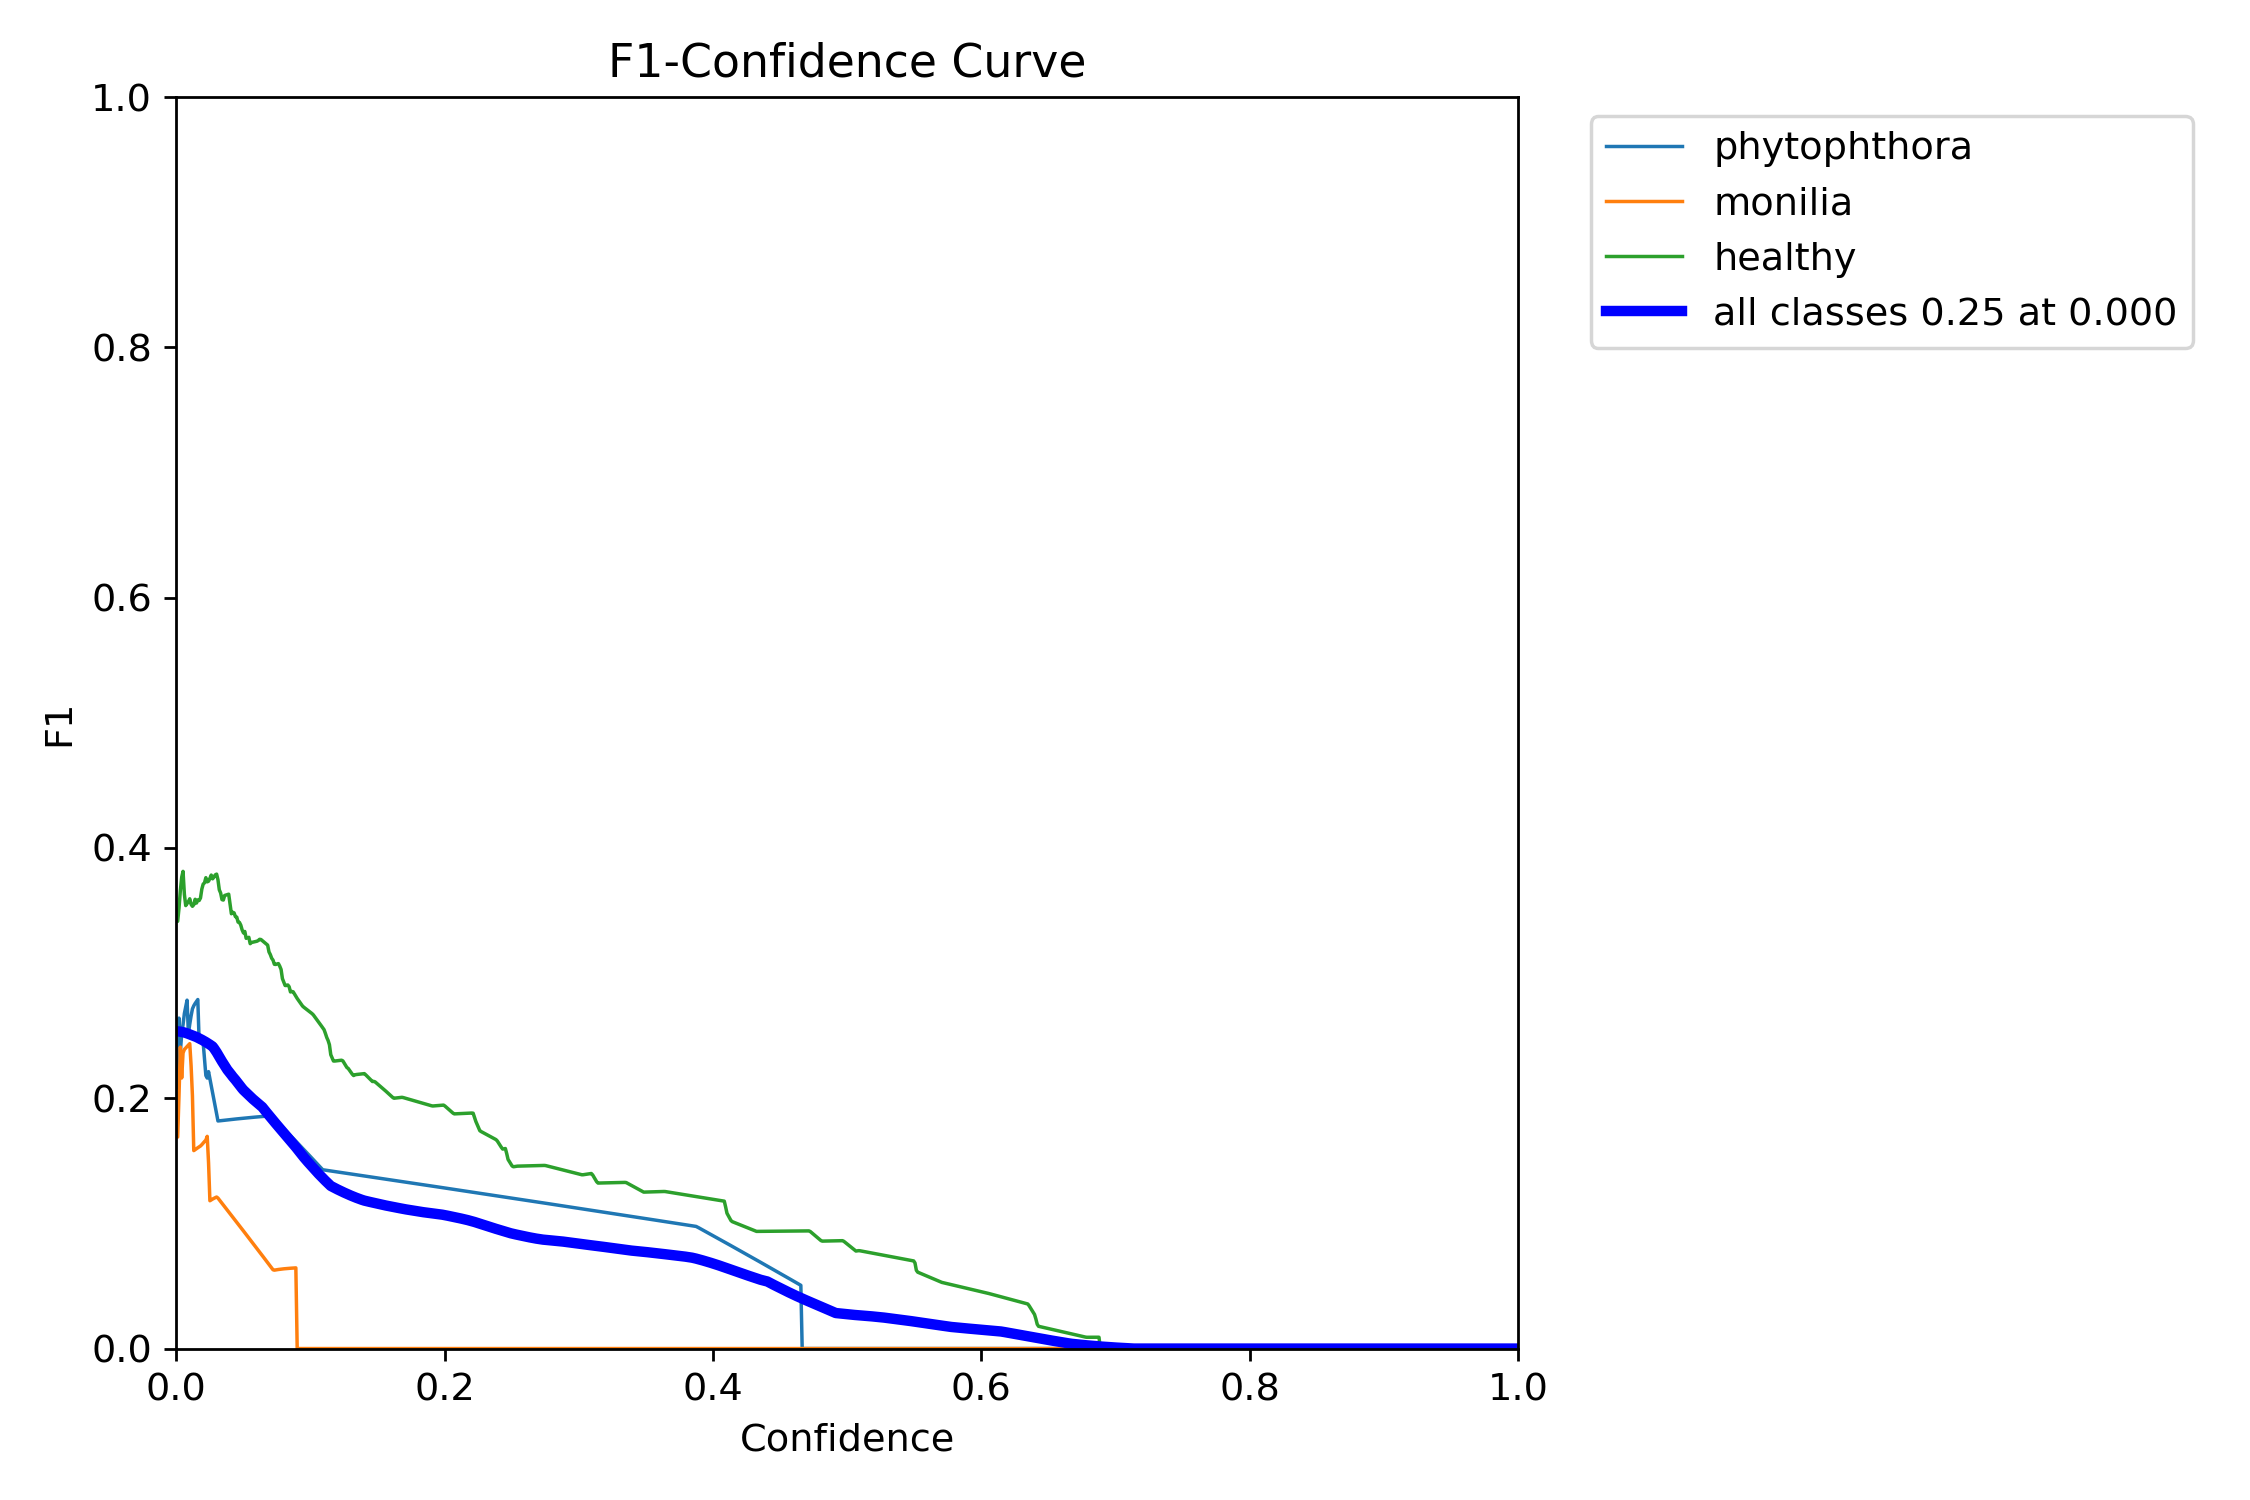 F1-Confidence Curve
1.0
0.8
0.6
0.4
0.2
0.0
F1
0.0 0.2 0.4 0.6 0.8 1.0
Confidence
phytophthora
monilia
healthy
all classes 0.25 at 0.000